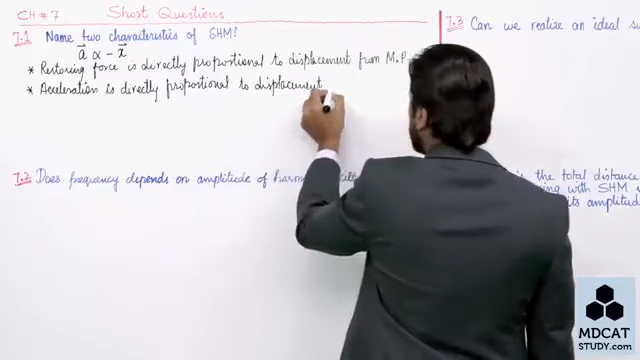 CH # 7 Short Questions
7.1 Name two characteristics of SHM?
a ∝ - x
* Restoring force is directly proportional to displacement from M.P
* Acceleration is directly proportional to displacement
7.2 Does frequency depends on amplitude of
7.3 Can we realize an ideal
is the total distance
with SHM
its amplitude
MDCAT
STUDY.com